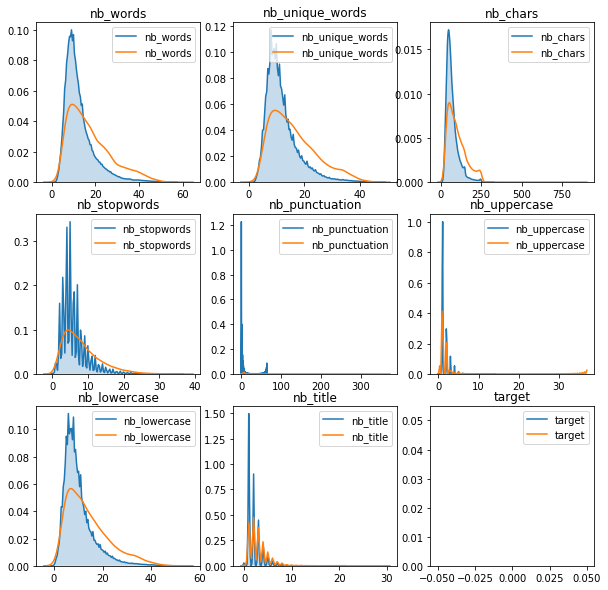 nb_words
nb_unique_words
nb_chars
nb_words
nb_words
nb_unique_words
nb_unique_words
nb_chars
nb_chars
0.10
0.08
0.06
0.04
0.02
0.00
0.12
0.10
0.08
0.06
0.04
0.02
0.00
0.015
0.010
0.005
0.000
0 20 40 60
0 20 40
0 250 500 750
nb_stopwords
nb_punctuation
nb_uppercase
nb_stopwords
nb_stopwords
nb_punctuation
nb_punctuation
nb_uppercase
nb_uppercase
0.3
0.2
0.1
0.0
1.2
1.0
0.8
0.6
0.4
0.2
0.0
1.0
0.8
0.6
0.4
0.2
0.0
0 10 20 30 40
0 100 200 300
0 10 20 30
nb_lowercase
nb_title
target
nb_lowercase
nb_lowercase
nb_title
nb_title
target
target
0.10
0.08
0.06
0.04
0.02
0.00
1.50
1.25
1.00
0.75
0.50
0.25
0.00
0.05
0.04
0.03
0.02
0.01
0.00
0 20 40 60
0 10 20 30
−0.050 −0.025 0.000 0.025 0.050